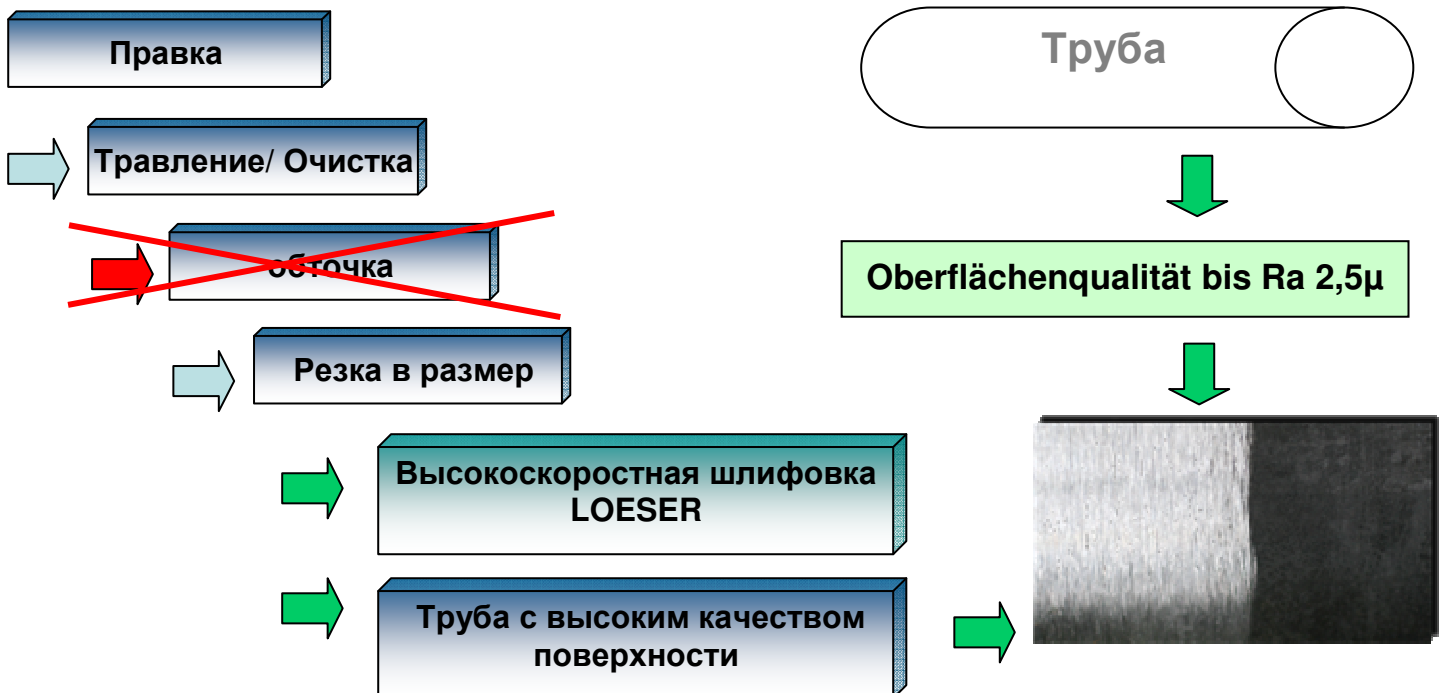 Правка
Травление/ Очистка
обточка
Резка в размер
Высокоскоростная шлифовка
LOESER
Труба с высоким качеством
поверхности
Труба
Oberflächenqualität bis Ra 2,5µ